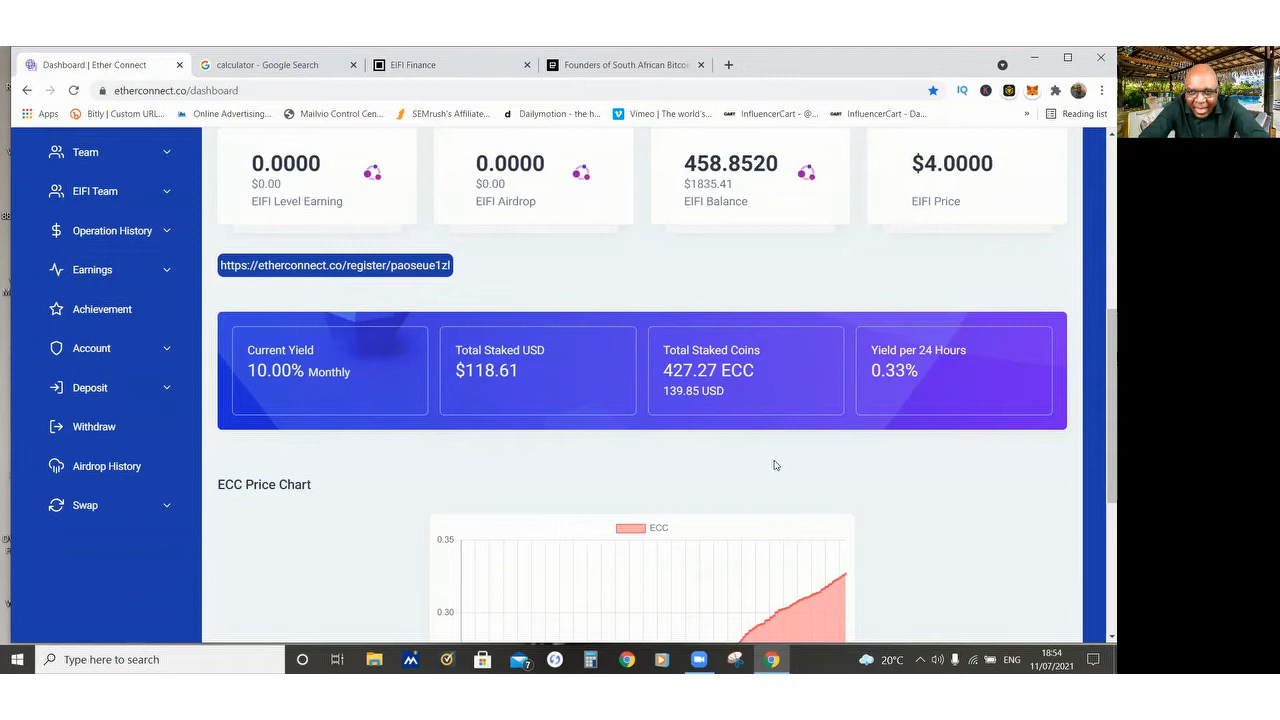 Dashboard | Ether Connect
calculator - Google Search
EIFI Finance
Founders of South African Bitco
etherconnect.co/dashboard
Apps
Bitly | Custom URL...
Online Advertising...
Mailvio Control Cen...
SEMrush's Affiliate...
Dailymotion - the h...
Vimeo | The world's...
InfluencerCart - @...
InfluencerCart - Da...
»
Reading list
Team
EIFI Team
Operation History
Earnings
Achievement
Account
Deposit
Withdraw
Airdrop History
Swap
0.0000
$0.00
EIFI Level Earning
0.0000
$0.00
EIFI Airdrop
458.8520
$1835.41
EIFI Balance
$4.0000
EIFI Price
https://etherconnect.co/register/paoseue1zl
Current Yield
10.00% Monthly
Total Staked USD
$118.61
Total Staked Coins
427.27 ECC
139.85 USD
Yield per 24 Hours
0.33%
ECC Price Chart
ECC
0.35
0.30
Type here to search
7
20°C
ENG
18:54
11/07/2021